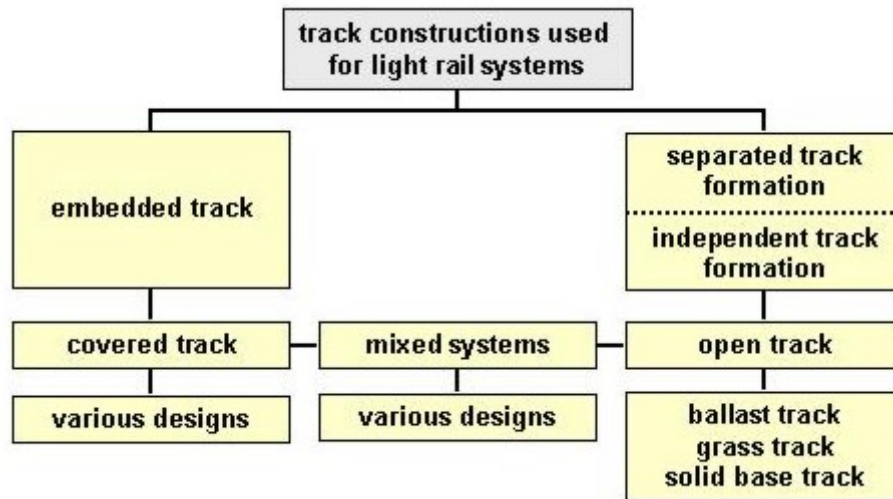 track constructions used
for light rail systems
embedded track
separated track
formation
independent track
formation
covered track
mixed systems
open track
various designs
various designs
ballast track
grass track
solid base track